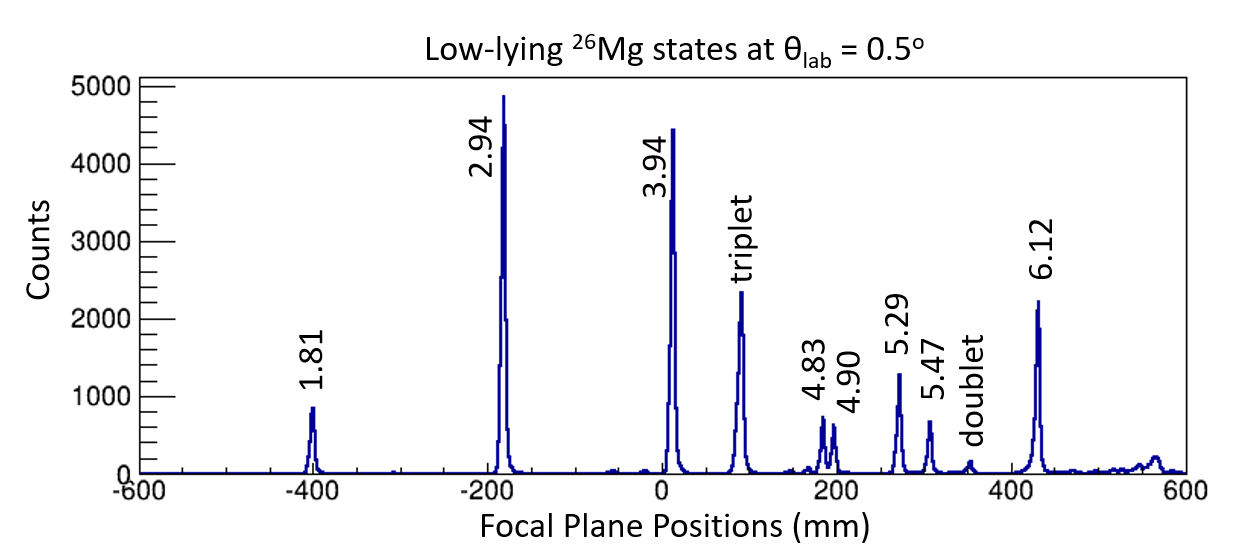 Low-lying ²⁶Mg states at θlab = 0.5°
5000
4000
3000
2000
1000
0
Counts
1.81
2.94
3.94
triplet
4.83
4.90
5.29
5.47
doublet
6.12
-600 -400 -200 0 200 400 600
Focal Plane Positions (mm)